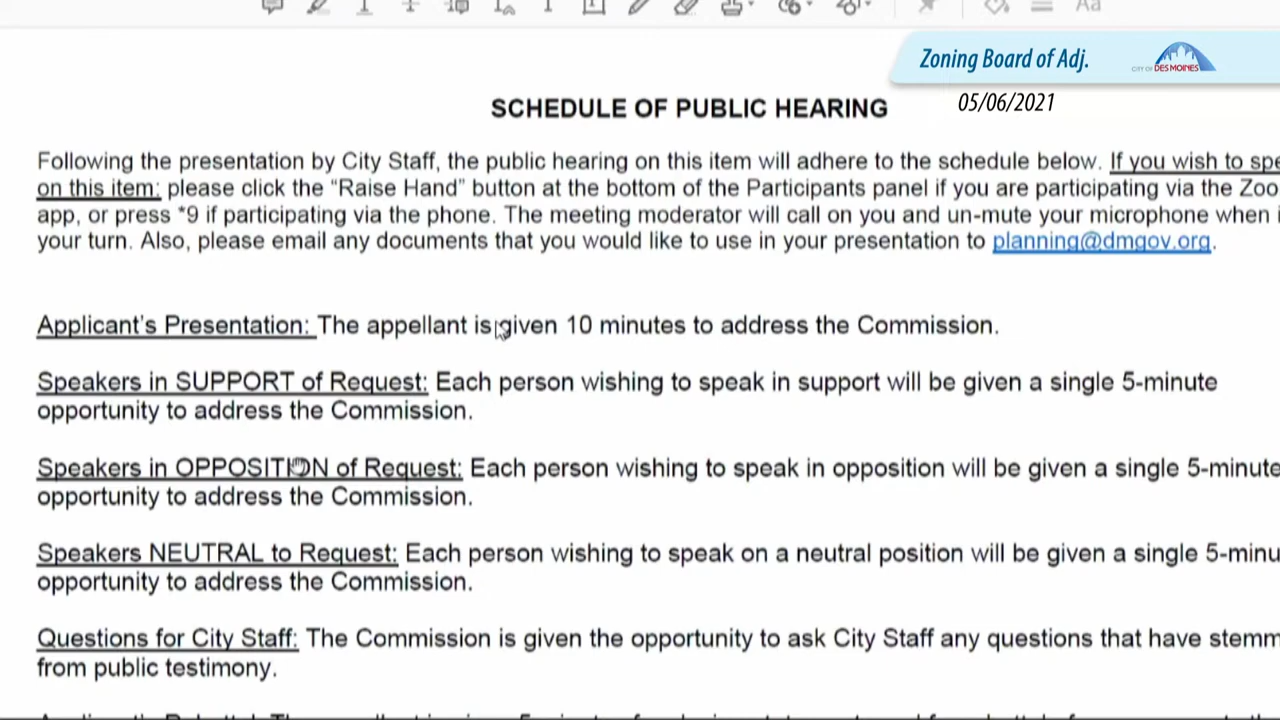 Zoning Board of Adj.
CITY OF DES MOINES
05/06/2021
SCHEDULE OF PUBLIC HEARING
Following the presentation by City Staff, the public hearing on this item will adhere to the schedule below. If you wish to spe
on this item: please click the “Raise Hand” button at the bottom of the Participants panel if you are participating via the Zoo
app, or press *9 if participating via the phone. The meeting moderator will call on you and un-mute your microphone when i
your turn. Also, please email any documents that you would like to use in your presentation to planning@dmgov.org.
Applicant's Presentation: The appellant is given 10 minutes to address the Commission.
Speakers in SUPPORT of Request: Each person wishing to speak in support will be given a single 5-minute
opportunity to address the Commission.
Speakers in OPPOSITION of Request: Each person wishing to speak in opposition will be given a single 5-minute
opportunity to address the Commission.
Speakers NEUTRAL to Request: Each person wishing to speak on a neutral position will be given a single 5-minu
opportunity to address the Commission.
Questions for City Staff: The Commission is given the opportunity to ask City Staff any questions that have stemm
from public testimony.